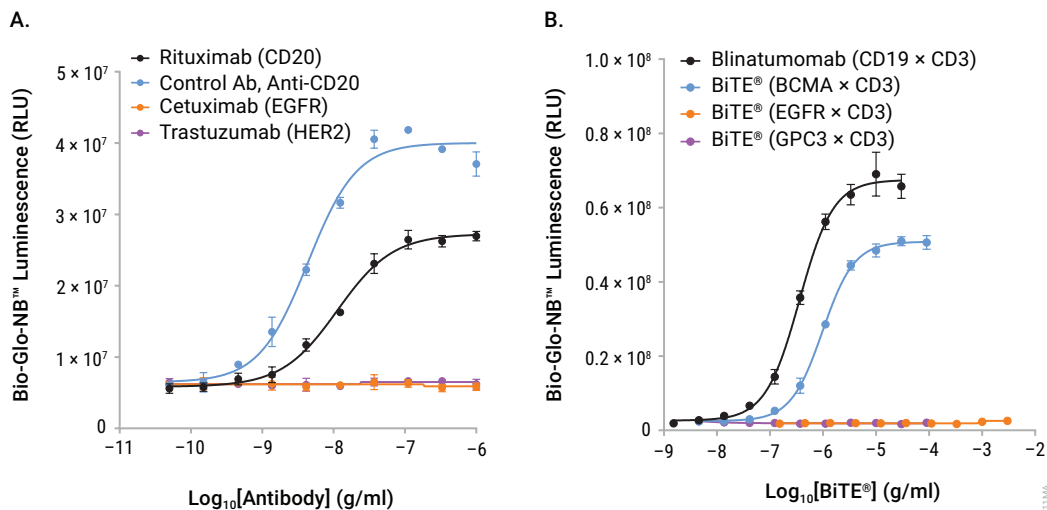 A.
Rituximab (CD20)
Control Ab, Anti-CD20
Cetuximab (EGFR)
Trastuzumab (HER2)
Bio-Glo-NB™ Luminescence (RLU)
5 × 10⁷
4 × 10⁷
3 × 10⁷
2 × 10⁷
1 × 10⁷
0
−11 −10 −9 −8 −7 −6
Log₁₀[Antibody] (g/ml)
B.
Blinatumomab (CD19 × CD3)
BiTE® (BCMA × CD3)
BiTE® (EGFR × CD3)
BiTE® (GPC3 × CD3)
Bio-Glo-NB™ Luminescence (RLU)
1.0 × 10⁸
0.8 × 10⁸
0.6 × 10⁸
0.4 × 10⁸
0.2 × 10⁸
0
−9 −8 −7 −6 −5 −4 −3 −2
Log₁₀[BiTE®] (g/ml)